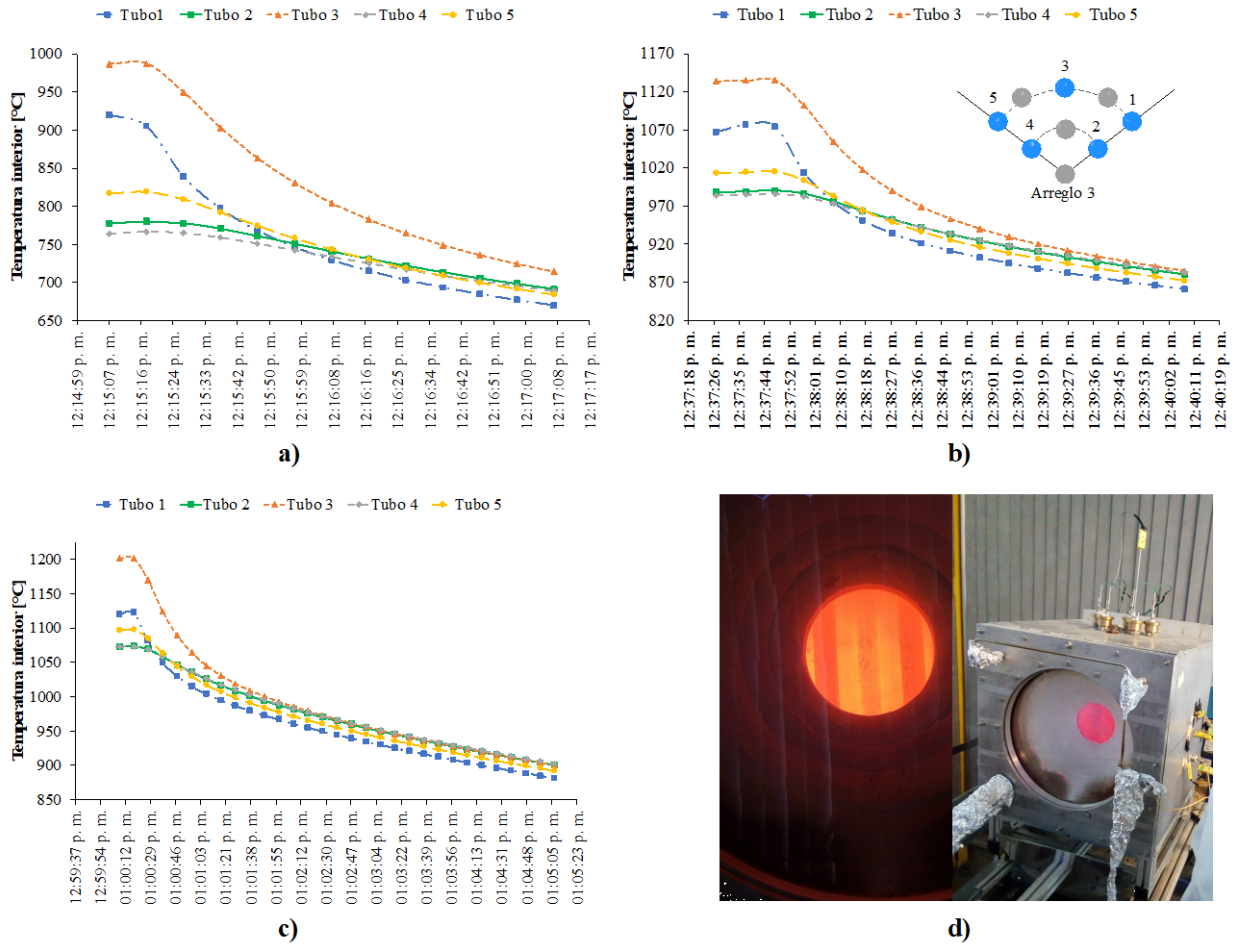 Tubo1 Tubo 2 Tubo 3 Tubo 4 Tubo 5
Temperatura interior [°C]
1000
950
900
850
800
750
700
650
12:14:59 p. m.
12:15:07 p. m.
12:15:16 p. m.
12:15:24 p. m.
12:15:33 p. m.
12:15:42 p. m.
12:15:50 p. m.
12:15:59 p. m.
12:16:08 p. m.
12:16:16 p. m.
12:16:25 p. m.
12:16:34 p. m.
12:16:42 p. m.
12:16:51 p. m.
12:17:00 p. m.
12:17:08 p. m.
12:17:17 p. m.
a)
Tubo 1 Tubo 2 Tubo 3 Tubo 4 Tubo 5
Temperatura interior [°C]
1170
1120
1070
1020
970
920
870
820
3
5
1
4
2
Arreglo 3
12:37:18 p. m.
12:37:26 p. m.
12:37:35 p. m.
12:37:44 p. m.
12:37:52 p. m.
12:38:01 p. m.
12:38:10 p. m.
12:38:18 p. m.
12:38:27 p. m.
12:38:36 p. m.
12:38:44 p. m.
12:38:53 p. m.
12:39:01 p. m.
12:39:10 p. m.
12:39:19 p. m.
12:39:27 p. m.
12:39:36 p. m.
12:39:45 p. m.
12:39:53 p. m.
12:40:02 p. m.
12:40:11 p. m.
12:40:19 p. m.
b)
Tubo 1 Tubo 2 Tubo 3 Tubo 4 Tubo 5
Temperatura interior [°C]
1200
1150
1100
1050
1000
950
900
850
12:59:37 p. m.
12:59:54 p. m.
01:00:12 p. m.
01:00:29 p. m.
01:00:46 p. m.
01:01:03 p. m.
01:01:21 p. m.
01:01:38 p. m.
01:01:55 p. m.
01:02:12 p. m.
01:02:30 p. m.
01:02:47 p. m.
01:03:04 p. m.
01:03:22 p. m.
01:03:39 p. m.
01:03:56 p. m.
01:04:13 p. m.
01:04:31 p. m.
01:04:48 p. m.
01:05:05 p. m.
01:05:23 p. m.
c)
d)